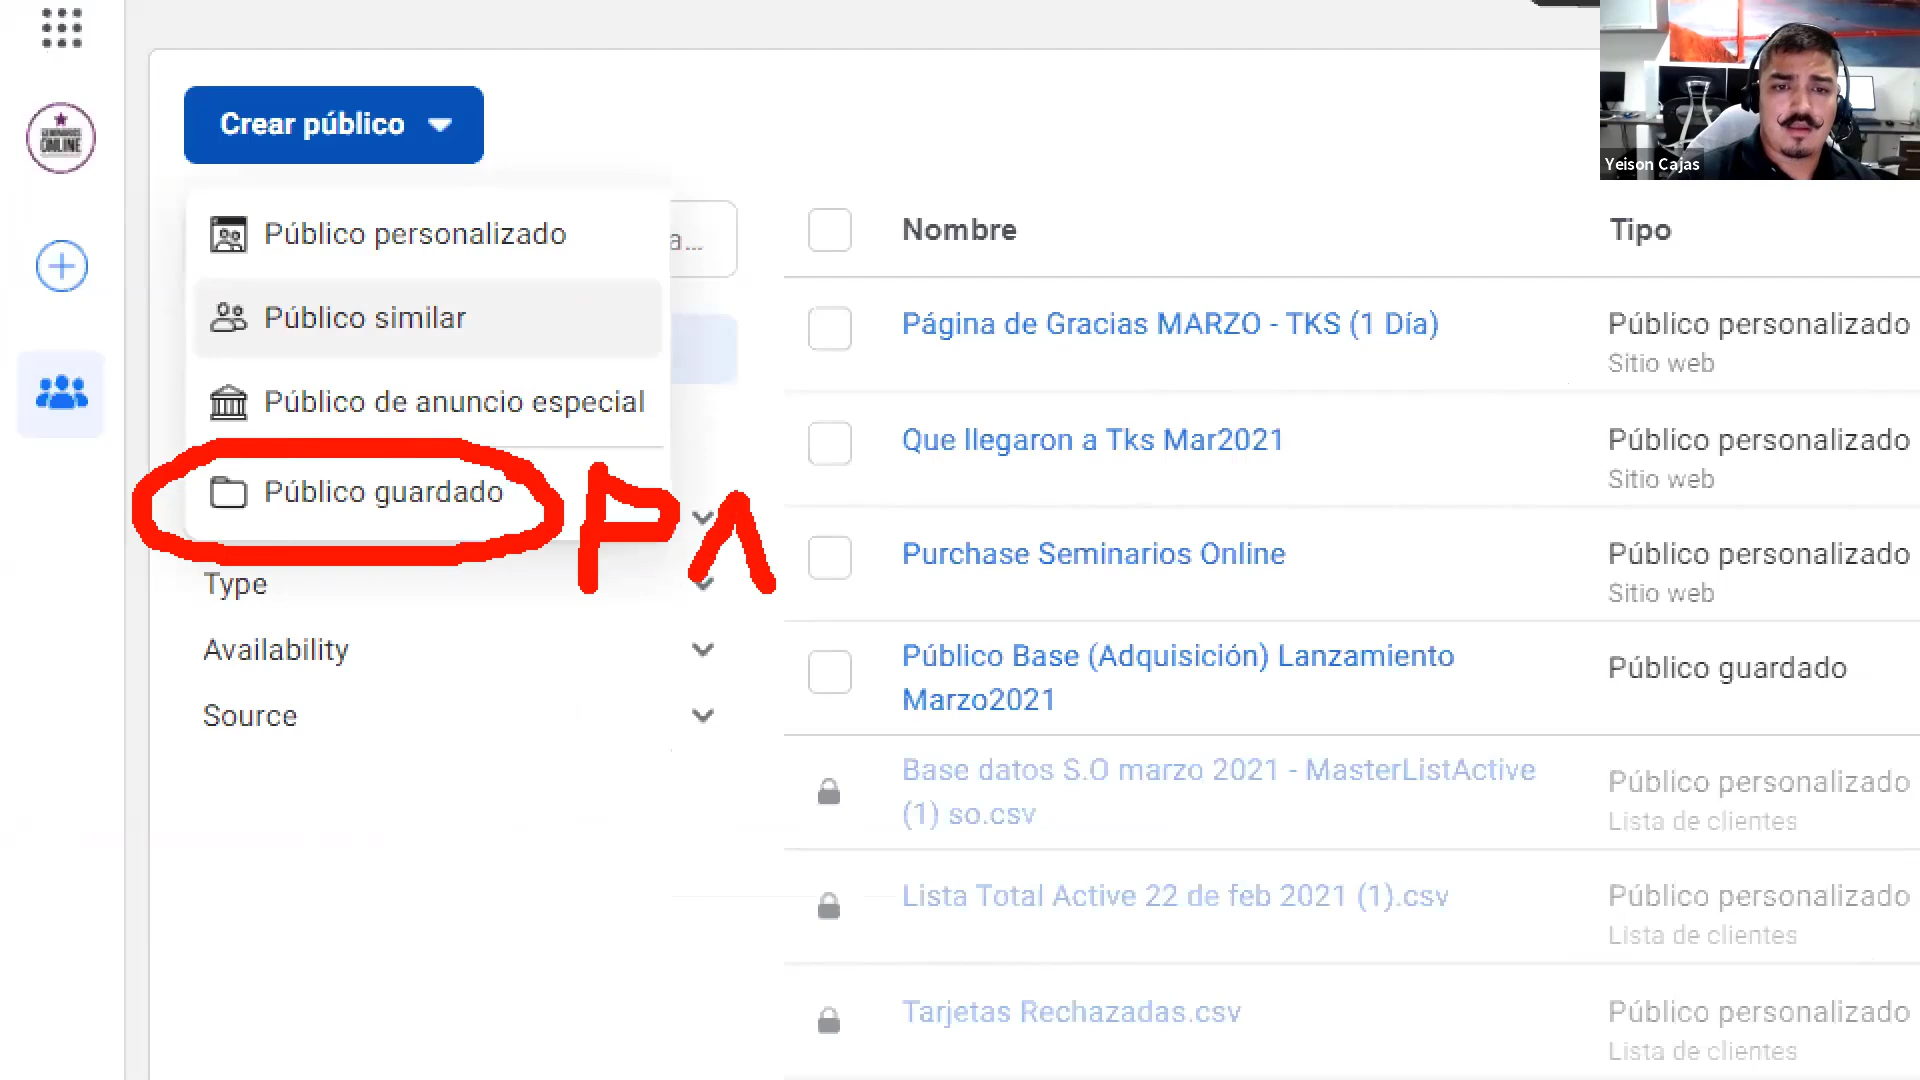 Crear público
Público personalizado
a...
Público similar
Público de anuncio especial
Público guardado
Type
Availability
Source
Nombre
Tipo
Página de Gracias MARZO - TKS (1 Día)
Público personalizado
Sitio web
Que llegaron a Tks Mar2021
Público personalizado
Sitio web
Purchase Seminarios Online
Público personalizado
Sitio web
Público Base (Adquisición) Lanzamiento
Marzo2021
Público guardado
Base datos S.O marzo 2021 - MasterListActive
(1) so.csv
Público personalizado
Lista de clientes
Lista Total Active 22 de feb 2021 (1).csv
Público personalizado
Lista de clientes
Tarjetas Rechazadas.csv
Público personalizado
Lista de clientes
Yeison Cajas
SEMINARIOS
ONLINE